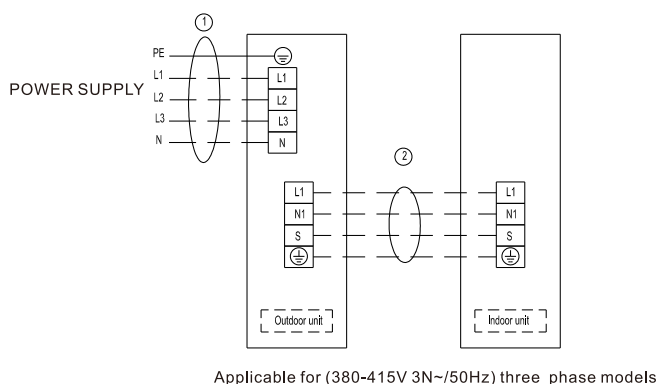 1
PE
L1
L1
POWER SUPPLY
L2
L2
L3
L3
N
N
2
L1
L1
N1
N1
S
S
Outdoor unit
Indoor unit
Applicable for (380-415V 3N~/50Hz) three phase models